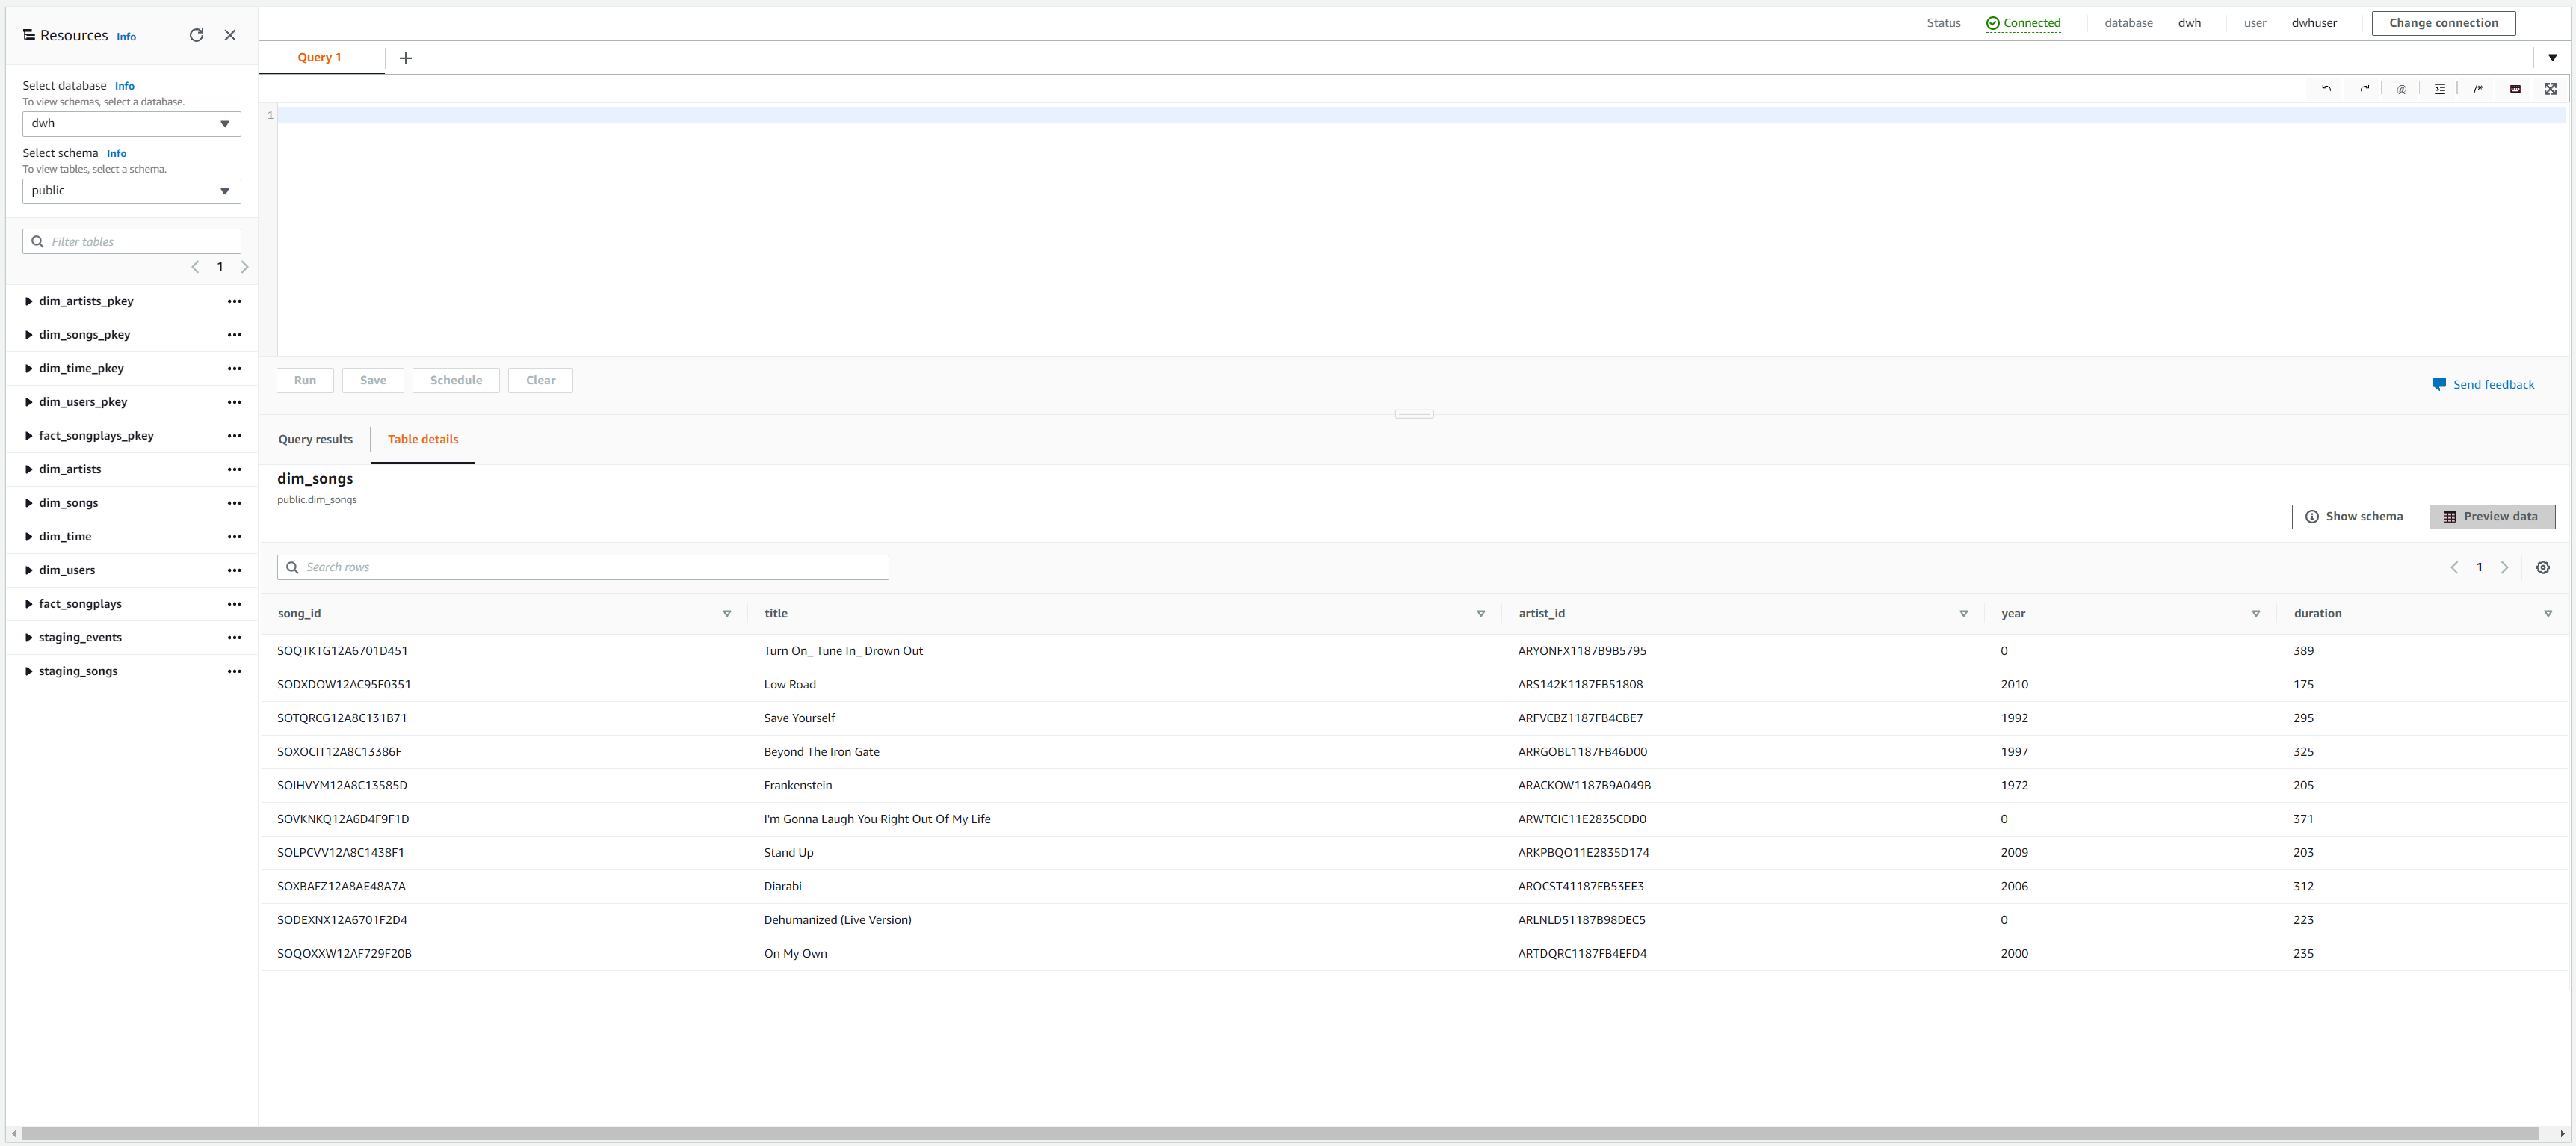 Resources Info
Status Connected database dwh user dwhuser Change connection
Query 1
Select database Info
To view schemas, select a database.
dwh
Select schema Info
To view tables, select a schema.
public
Filter tables
1
dim_artists_pkey
dim_songs_pkey
dim_time_pkey
dim_users_pkey
fact_songplays_pkey
dim_artists
dim_songs
dim_time
dim_users
fact_songplays
staging_events
staging_songs
1
Run Save Schedule Clear
Send feedback
Query results Table details
dim_songs
public.dim_songs
Show schema Preview data
Search rows
1
song_id title artist_id year duration
SOQTKTG12A6701D451 Turn On_ Tune In_ Drown Out ARYONFX1187B9B5795 0 389
SODXDOW12AC95F0351 Low Road ARS142K1187FB51808 2010 175
SOTQRCG12A8C131B71 Save Yourself ARFVCBZ1187FB4CBE7 1992 295
SOXOCIT12A8C13386F Beyond The Iron Gate ARRGOBL1187FB46D00 1997 325
SOIHVYM12A8C13585D Frankenstein ARACKOW1187B9A049B 1972 205
SOVKNKQ12A6D4F9F1D I'm Gonna Laugh You Right Out Of My Life ARWTCIC11E2835CDD0 0 371
SOLPCVV12A8C1438F1 Stand Up ARKPBQO11E2835D174 2009 203
SOXBAFZ12A8AE48A7A Diarabi AROCST41187FB53EE3 2006 312
SODEXNX12A6701F2D4 Dehumanized (Live Version) ARLNLD51187B98DEC5 0 223
SOQOXXW12AF729F20B On My Own ARTDQRC1187FB4EFD4 2000 235